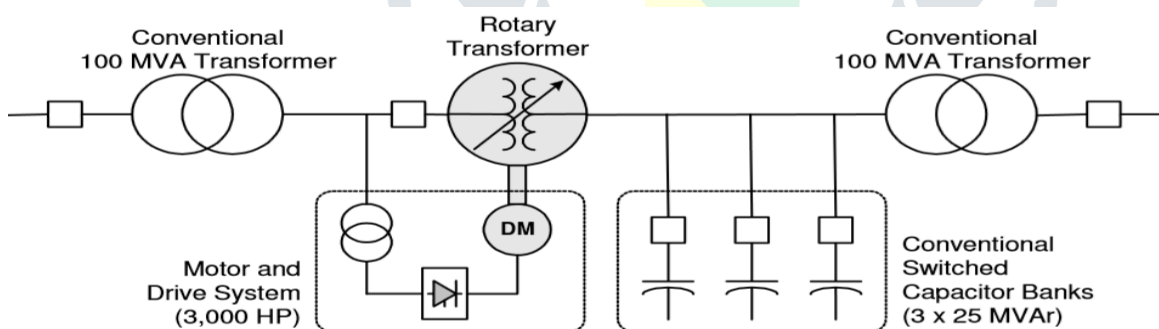 Conventional
100 MVA Transformer
Rotary
Transformer
Conventional
100 MVA Transformer
DM
Motor and
Drive System
(3,000 HP)
Conventional
Switched
Capacitor Banks
(3 x 25 MVAr)